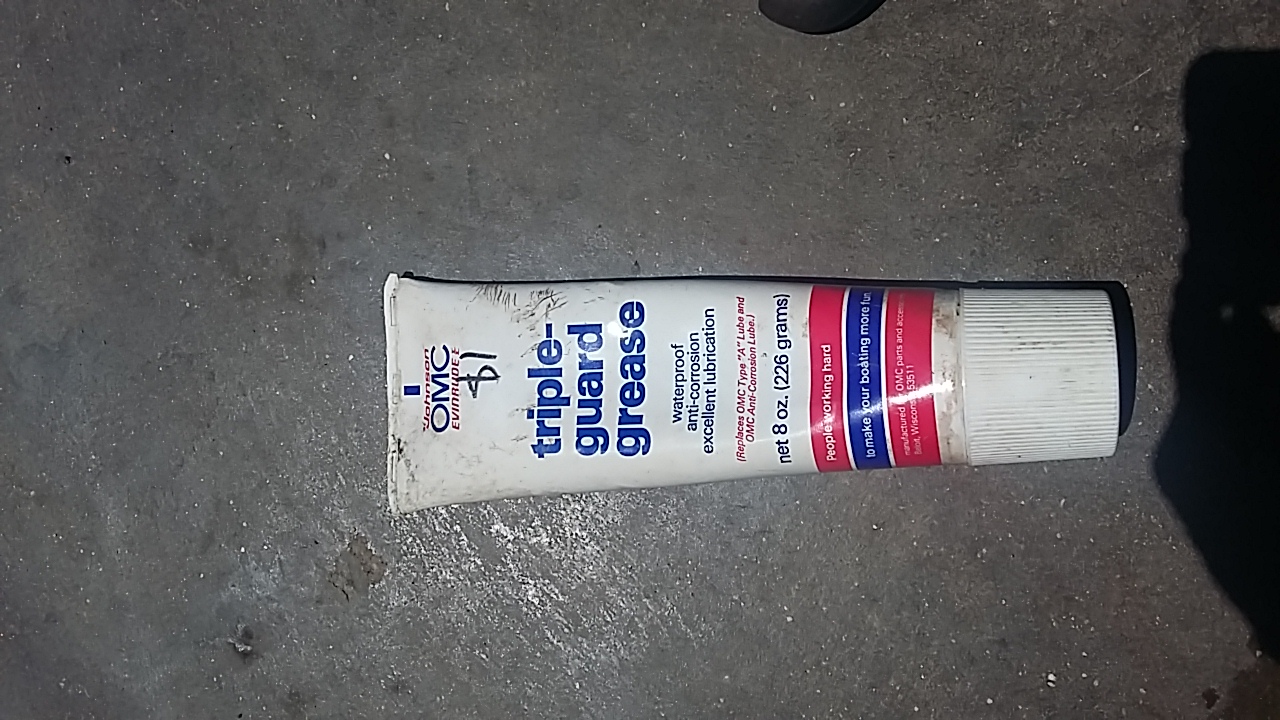 Johnson
OMC
EVINRUDE
$1
triple-
guard
grease
waterproof
anti-corrosion
excellent lubrication
(Replaces OMC Type "A" Lube and
OMC Anti-Corrosion Lube.)
net 8 oz. (226 grams)
People working hard
to make your boating more fun.
manufactured OMC parts and
Beloit, Wisconsin 53511